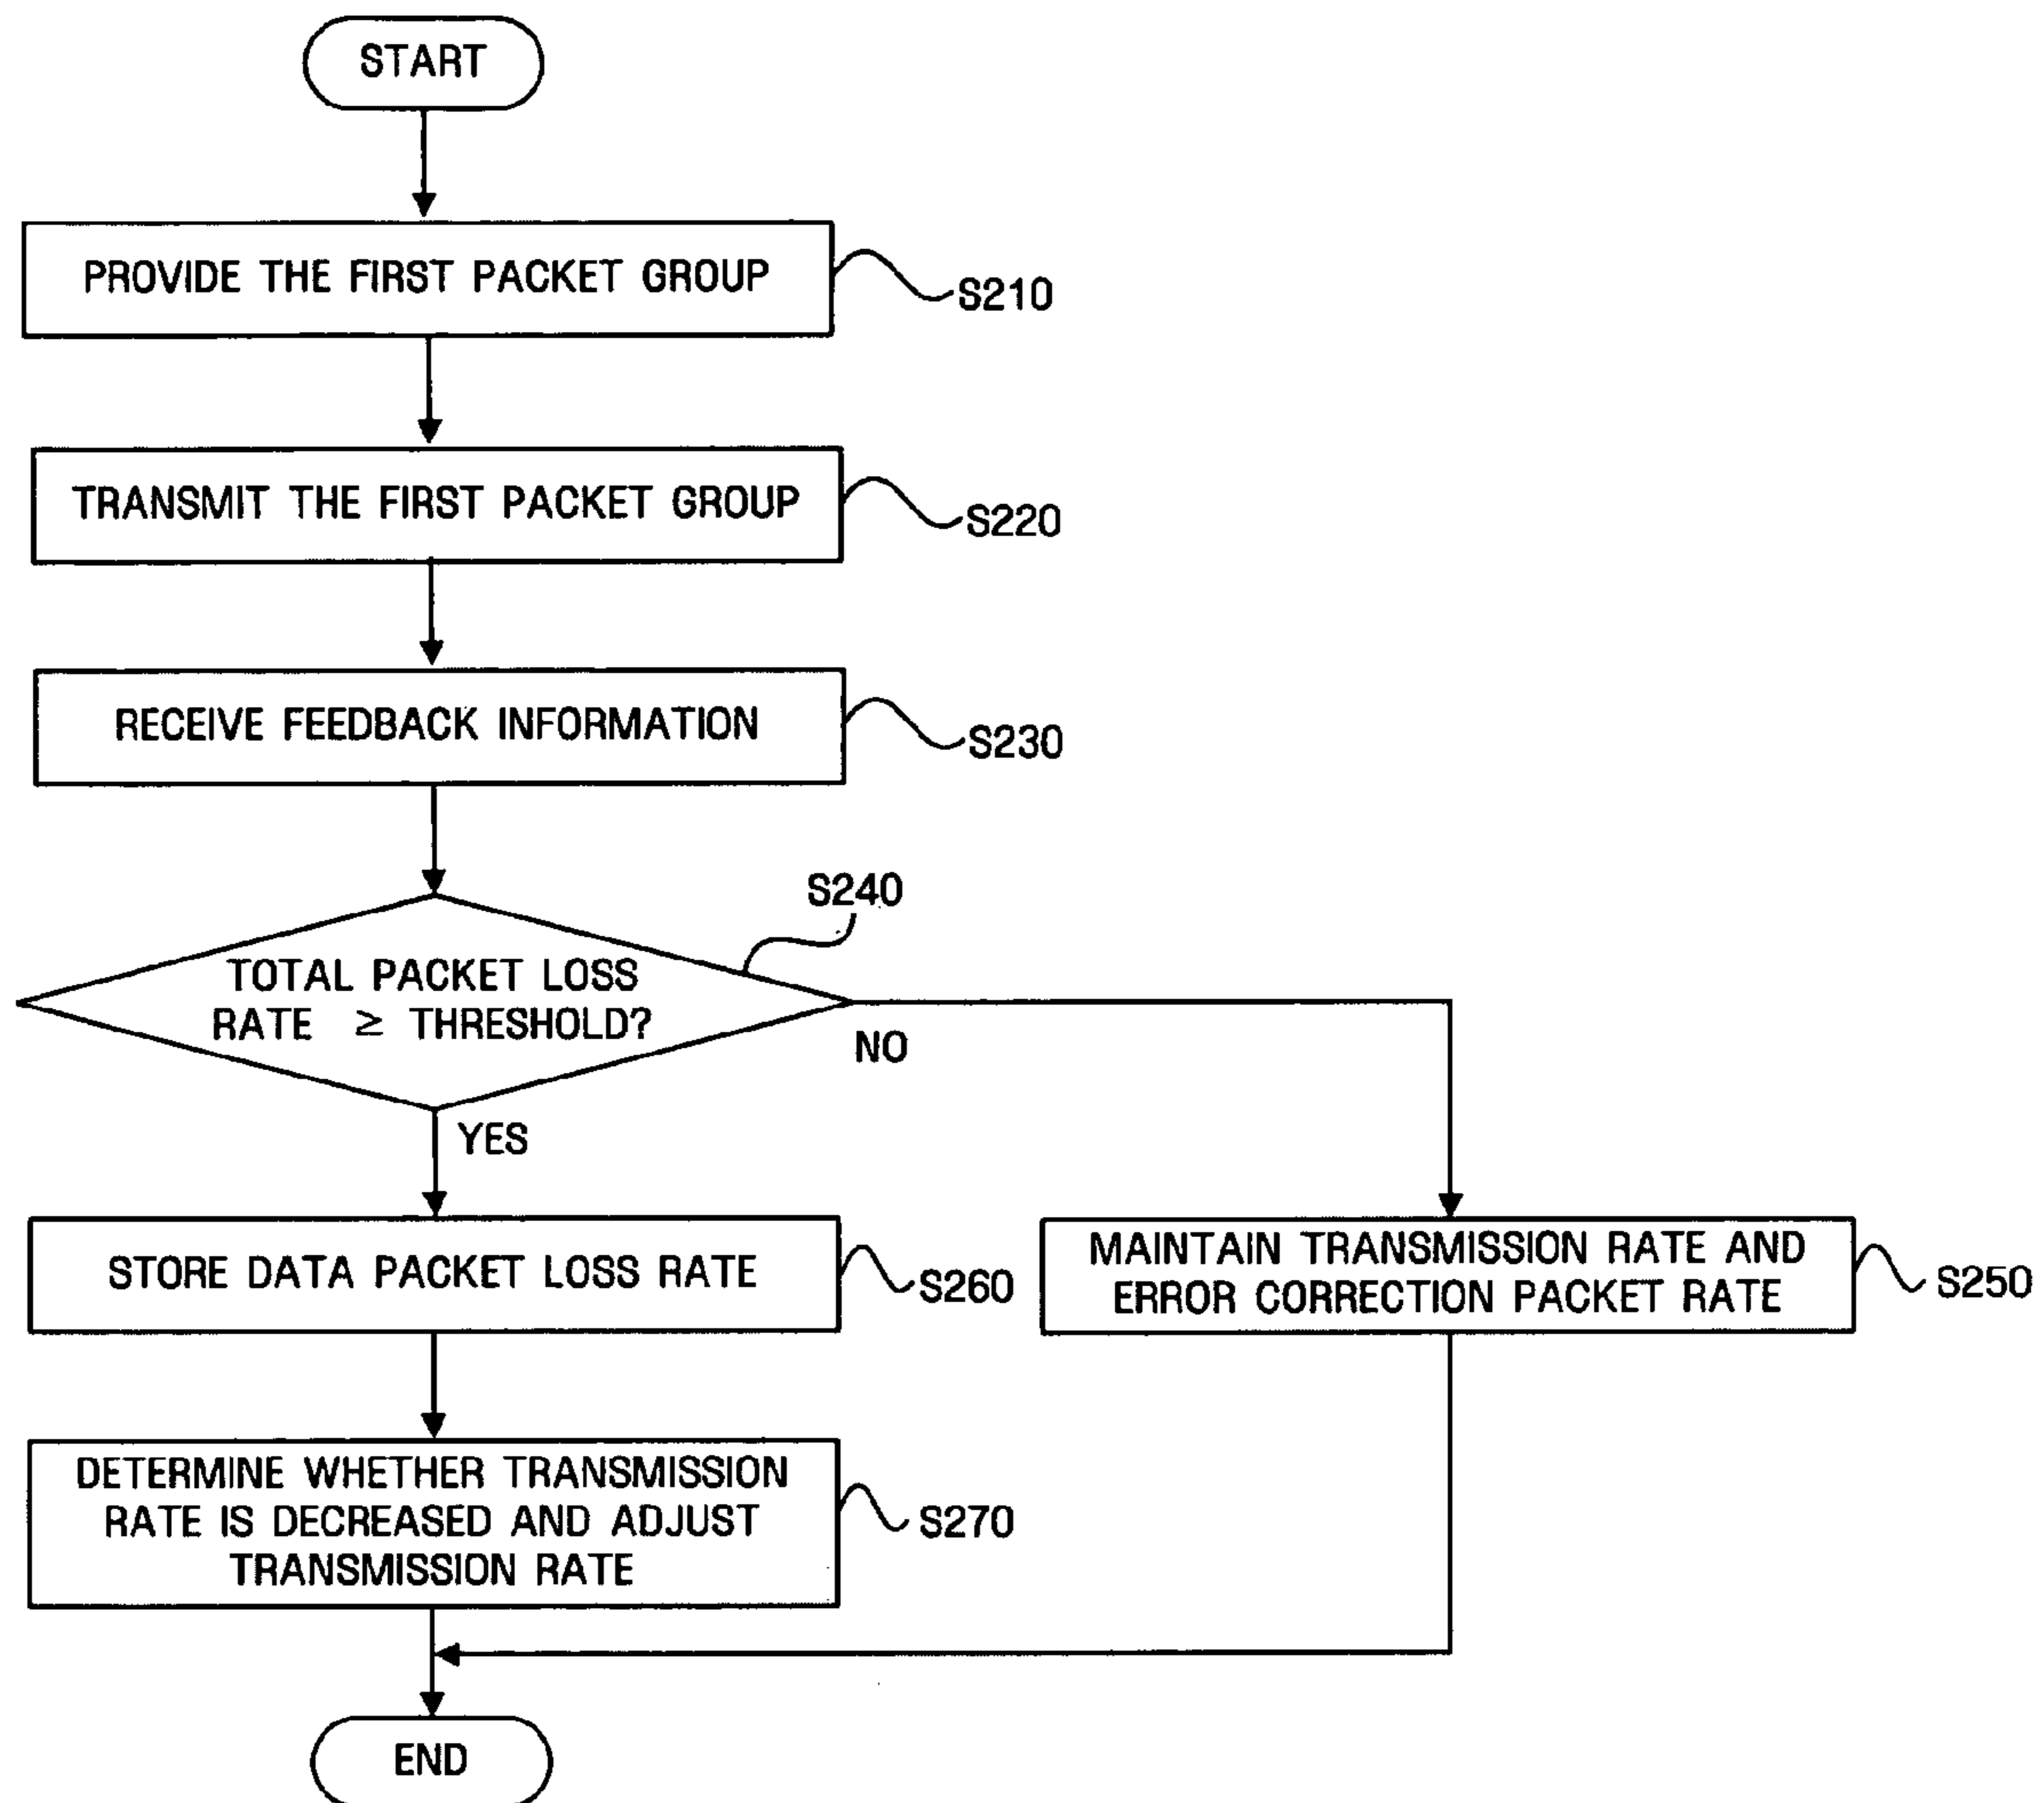 START
PROVIDE THE FIRST PACKET GROUP
S210
TRANSMIT THE FIRST PACKET GROUP
S220
RECEIVE FEEDBACK INFORMATION
S230
S240
TOTAL PACKET LOSS
RATE ≥ THRESHOLD?
NO
YES
STORE DATA PACKET LOSS RATE
S260
MAINTAIN TRANSMISSION RATE AND
ERROR CORRECTION PACKET RATE
S250
DETERMINE WHETHER TRANSMISSION
RATE IS DECREASED AND ADJUST
TRANSMISSION RATE
S270
END